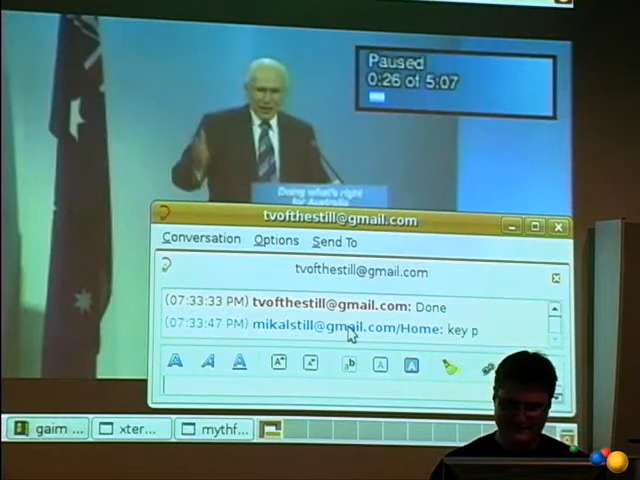 Paused
0:26 of 5:07
Doing what's right
for Australia
tvofthestill@gmail.com
Conversation Options Send To
tvofthestill@gmail.com
(07:33:33 PM) tvofthestill@gmail.com: Done
(07:33:47 PM) mikalstill@gmail.com/Home: key p
gaim ... xter... mythf...